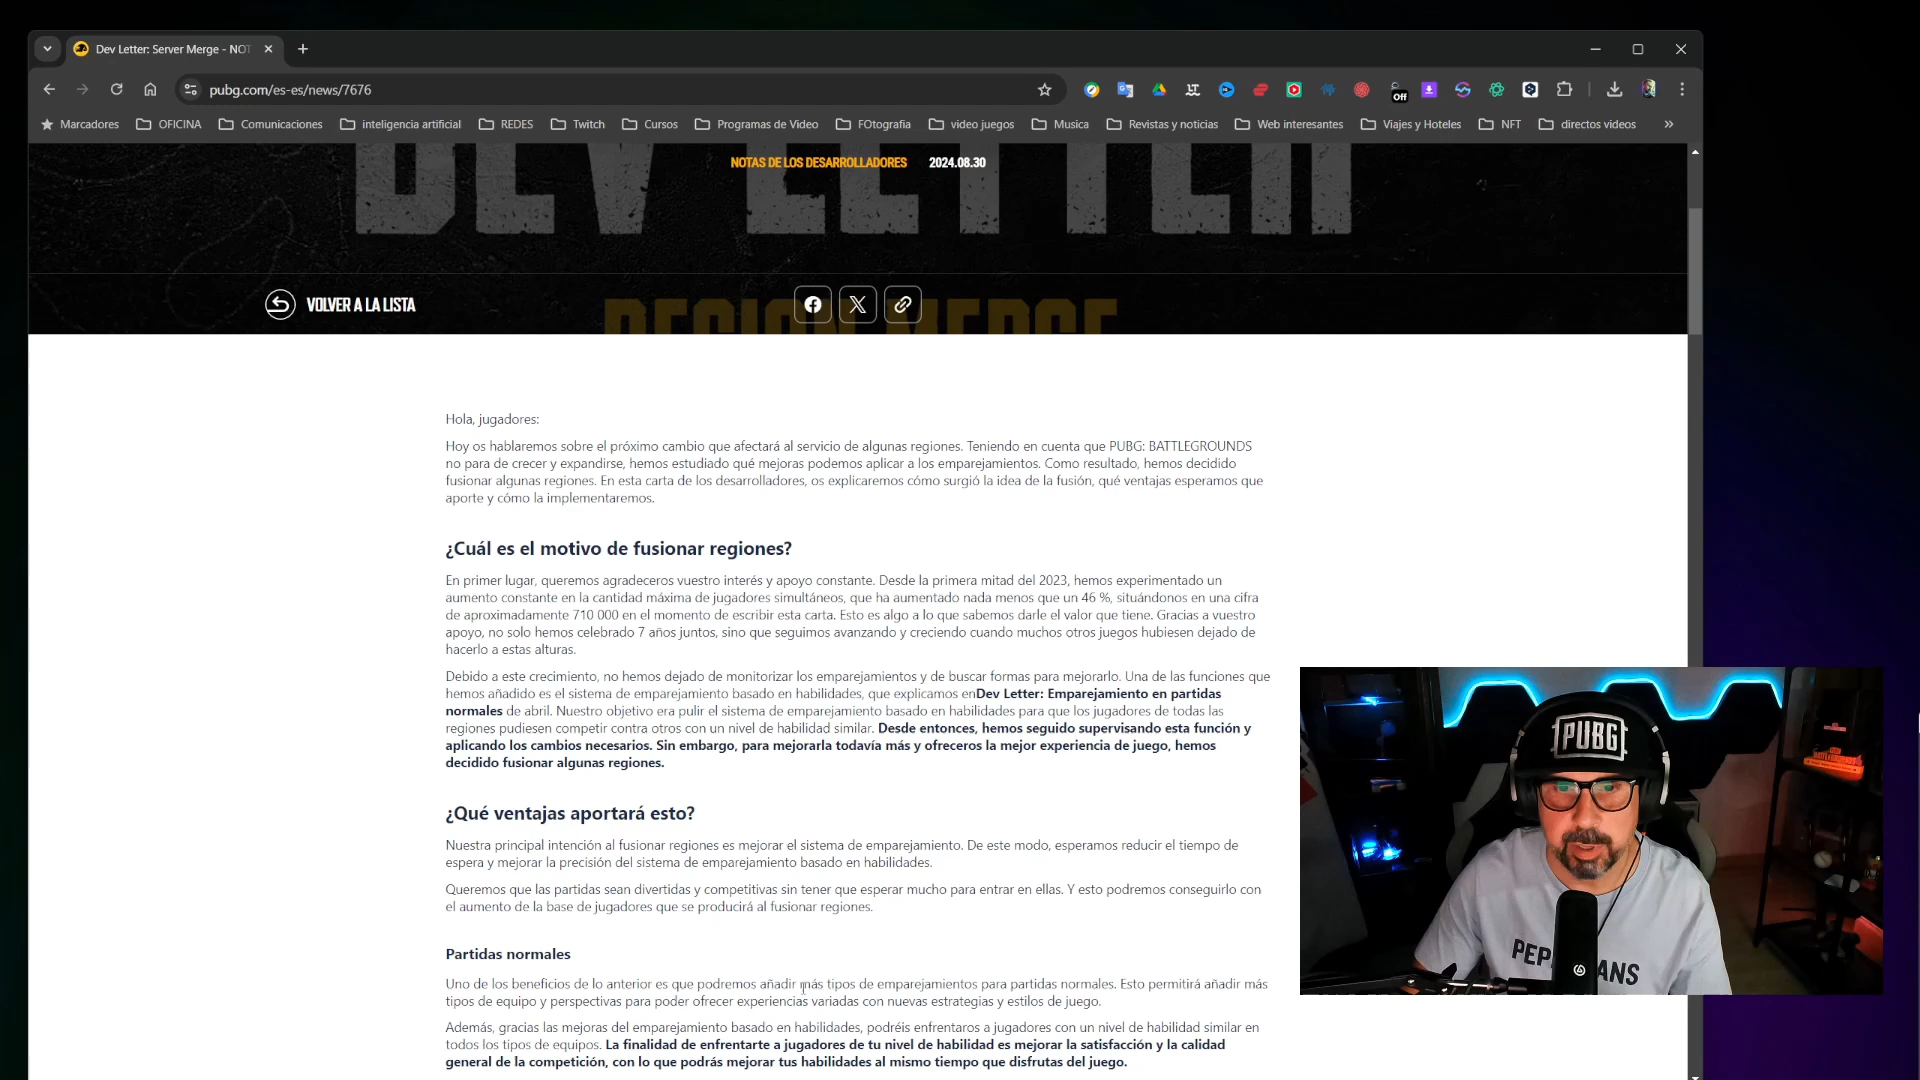 Dev Letter: Server Merge - NOT
pubg.com/es-es/news/7676
Off
Marcadores
OFICINA
Comunicaciones
inteligencia artificial
REDES
Twitch
Cursos
Programas de Video
FOtografia
video juegos
Musica
Revistas y noticias
Web interesantes
Viajes y Hoteles
NFT
directos videos
DEV LETTER
NOTAS DE LOS DESARROLLADORES 2024.08.30
VOLVER A LA LISTA
REGION MERGE
Hola, jugadores:
Hoy os hablaremos sobre el próximo cambio que afectará al servicio de algunas regiones. Teniendo en cuenta que PUBG: BATTLEGROUNDS
no para de crecer y expandirse, hemos estudiado qué mejoras podemos aplicar a los emparejamientos. Como resultado, hemos decidido
fusionar algunas regiones. En esta carta de los desarrolladores, os explicaremos cómo surgió la idea de la fusión, qué ventajas esperamos que
aporte y cómo la implementaremos.
¿Cuál es el motivo de fusionar regiones?
En primer lugar, queremos agradeceros vuestro interés y apoyo constante. Desde la primera mitad del 2023, hemos experimentado un
aumento constante en la cantidad máxima de jugadores simultáneos, que ha aumentado nada menos que un 46 %, situándonos en una cifra
de aproximadamente 710 000 en el momento de escribir esta carta. Esto es algo a lo que sabemos darle el valor que tiene. Gracias a vuestro
apoyo, no solo hemos celebrado 7 años juntos, sino que seguimos avanzando y creciendo cuando muchos otros juegos hubiesen dejado de
hacerlo a estas alturas.
Debido a este crecimiento, no hemos dejado de monitorizar los emparejamientos y de buscar formas para mejorarlo. Una de las funciones que
hemos añadido es el sistema de emparejamiento basado en habilidades, que explicamos enDev Letter: Emparejamiento en partidas
normales de abril. Nuestro objetivo era pulir el sistema de emparejamiento basado en habilidades para que los jugadores de todas las
regiones pudiesen competir contra otros con un nivel de habilidad similar. Desde entonces, hemos seguido supervisando esta función y
aplicando los cambios necesarios. Sin embargo, para mejorarla todavía más y ofreceros la mejor experiencia de juego, hemos
decidido fusionar algunas regiones.
¿Qué ventajas aportará esto?
Nuestra principal intención al fusionar regiones es mejorar el sistema de emparejamiento. De este modo, esperamos reducir el tiempo de
espera y mejorar la precisión del sistema de emparejamiento basado en habilidades.
Queremos que las partidas sean divertidas y competitivas sin tener que esperar mucho para entrar en ellas. Y esto podremos conseguirlo con
el aumento de la base de jugadores que se producirá al fusionar regiones.
Partidas normales
Uno de los beneficios de lo anterior es que podremos añadir más tipos de emparejamientos para partidas normales. Esto permitirá añadir más
tipos de equipo y perspectivas para poder ofrecer experiencias variadas con nuevas estrategias y estilos de juego.
Además, gracias las mejoras del emparejamiento basado en habilidades, podréis enfrentaros a jugadores con un nivel de habilidad similar en
todos los tipos de equipos. La finalidad de enfrentarte a jugadores de tu nivel de habilidad es mejorar la satisfacción y la calidad
general de la competición, con lo que podrás mejorar tus habilidades al mismo tiempo que disfrutas del juego.
PUBG
PEP
ANS